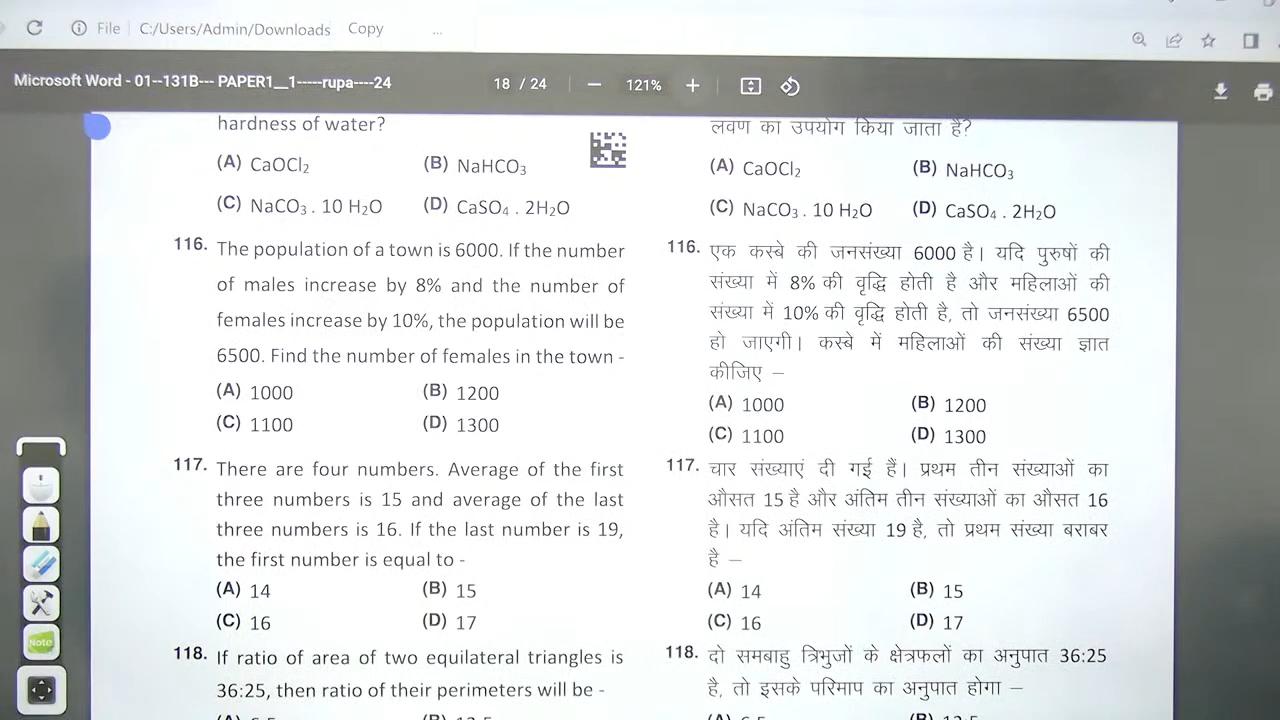 File
C:/Users/Admin/Downloads
Copy
...
Microsoft Word - 01--131B--- PAPER1__1-----rupa----24
18 / 24
121%
hardness of water?
(A) CaOCl₂ (B) NaHCO₃
(C) NaCO₃ . 10 H₂O (D) CaSO₄ . 2H₂O
116. The population of a town is 6000. If the number
of males increase by 8% and the number of
females increase by 10%, the population will be
6500. Find the number of females in the town -
(A) 1000 (B) 1200
(C) 1100 (D) 1300
117. There are four numbers. Average of the first
three numbers is 15 and average of the last
three numbers is 16. If the last number is 19,
the first number is equal to -
(A) 14 (B) 15
(C) 16 (D) 17
118. If ratio of area of two equilateral triangles is
36:25, then ratio of their perimeters will be -
लवण का उपयोग किया जाता है?
(A) CaOCl₂ (B) NaHCO₃
(C) NaCO₃ . 10 H₂O (D) CaSO₄ . 2H₂O
116. एक कस्बे की जनसंख्या 6000 है। यदि पुरुषों की
संख्या में 8% की वृद्धि होती है और महिलाओं की
संख्या में 10% की वृद्धि होती है, तो जनसंख्या 6500
हो जाएगी। कस्बे में महिलाओं की संख्या ज्ञात
कीजिए –
(A) 1000 (B) 1200
(C) 1100 (D) 1300
117. चार संख्याएं दी गई हैं। प्रथम तीन संख्याओं का
औसत 15 है और अंतिम तीन संख्याओं का औसत 16
है। यदि अंतिम संख्या 19 है, तो प्रथम संख्या बराबर
है –
(A) 14 (B) 15
(C) 16 (D) 17
118. दो समबाहु त्रिभुजों के क्षेत्रफलों का अनुपात 36:25
है, तो इसके परिमाप का अनुपात होगा –
Note